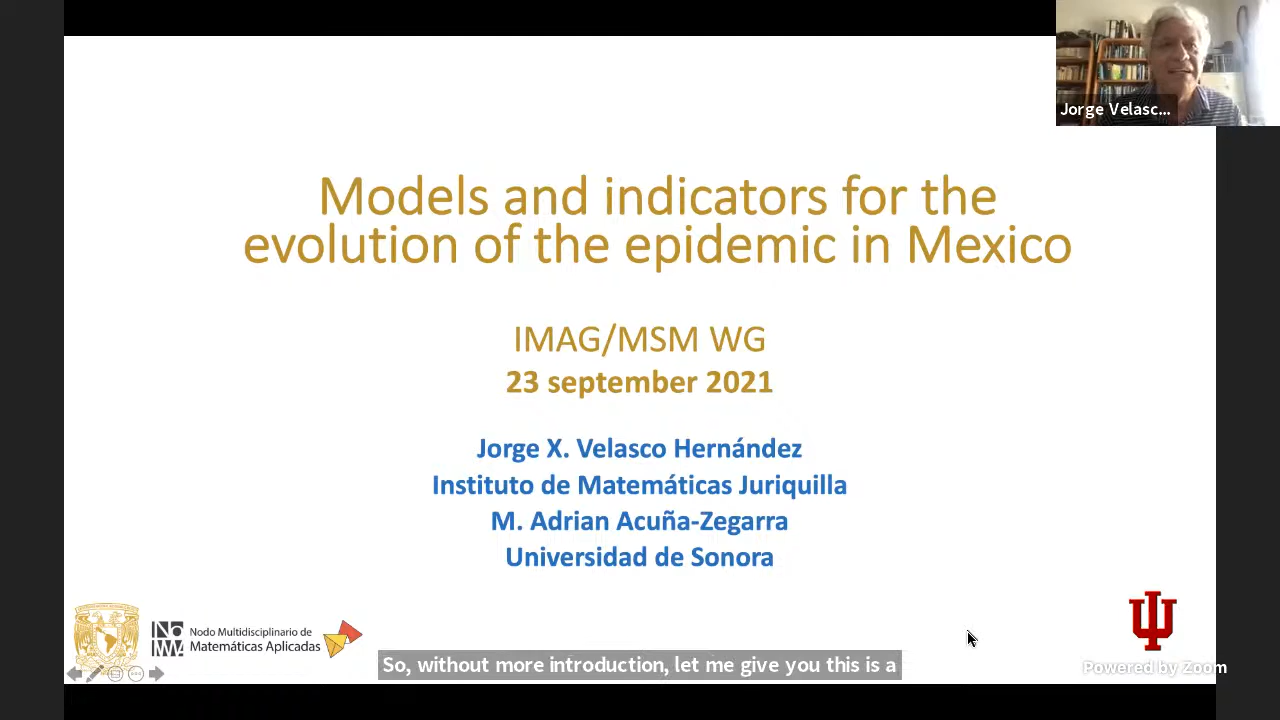 Jorge Velasc...
Models and indicators for the
evolution of the epidemic in Mexico
IMAG/MSM WG
23 september 2021
Jorge X. Velasco Hernández
Instituto de Matemáticas Juriquilla
M. Adrian Acuña-Zegarra
Universidad de Sonora
Nodo Multidisciplinario de
Matemáticas Aplicadas
So, without more introduction, let me give you this is a
Powered by Zoom